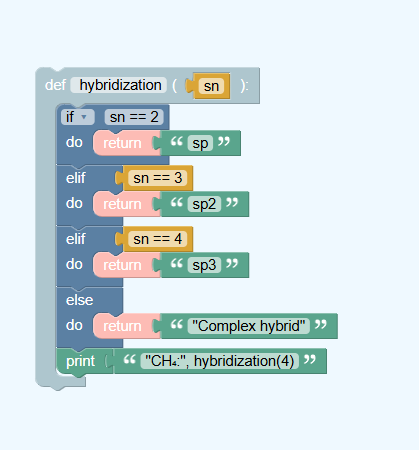 def hybridization ( sn ):
if sn == 2
do return “ sp ”
elif sn == 3
do return “ sp2 ”
elif sn == 4
do return “ sp3 ”
else
do return “ "Complex hybrid" ”
print “ "CH₄:", hybridization(4) ”